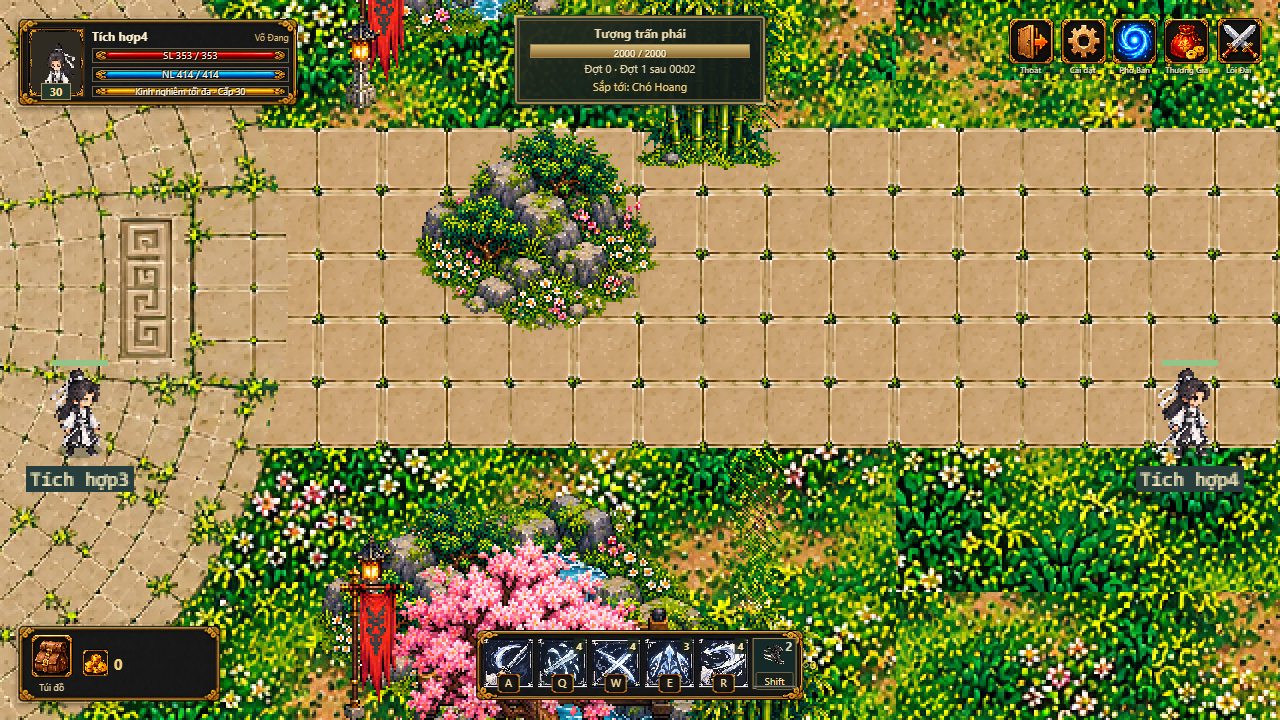 Tích hợp4
Võ Đang
SL 353 / 353
NL 414 / 414
30
Kinh nghiệm tối đa · Cấp 30
Tượng trấn phái
2000 / 2000
Đợt 0 · Đợt 1 sau 00:02
Sắp tới: Chó Hoang
Thoát
Cài đặt
Phó Bản
Thương Gia
Lôi Đài
Tích hợp3
Tích hợp4
Túi đồ
0
A
4
Q
4
W
3
E
4
R
2
Shift